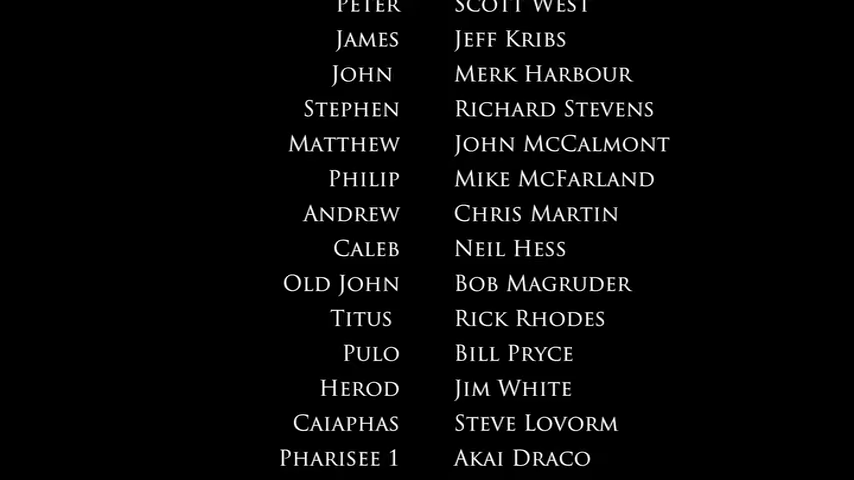 Peter Scott West
James Jeff Kribs
John Merk Harbour
Stephen Richard Stevens
Matthew John McCalmont
Philip Mike McFarland
Andrew Chris Martin
Caleb Neil Hess
Old John Bob Magruder
Titus Rick Rhodes
Pulo Bill Pryce
Herod Jim White
Caiaphas Steve Lovorm
Pharisee 1 Akai Draco